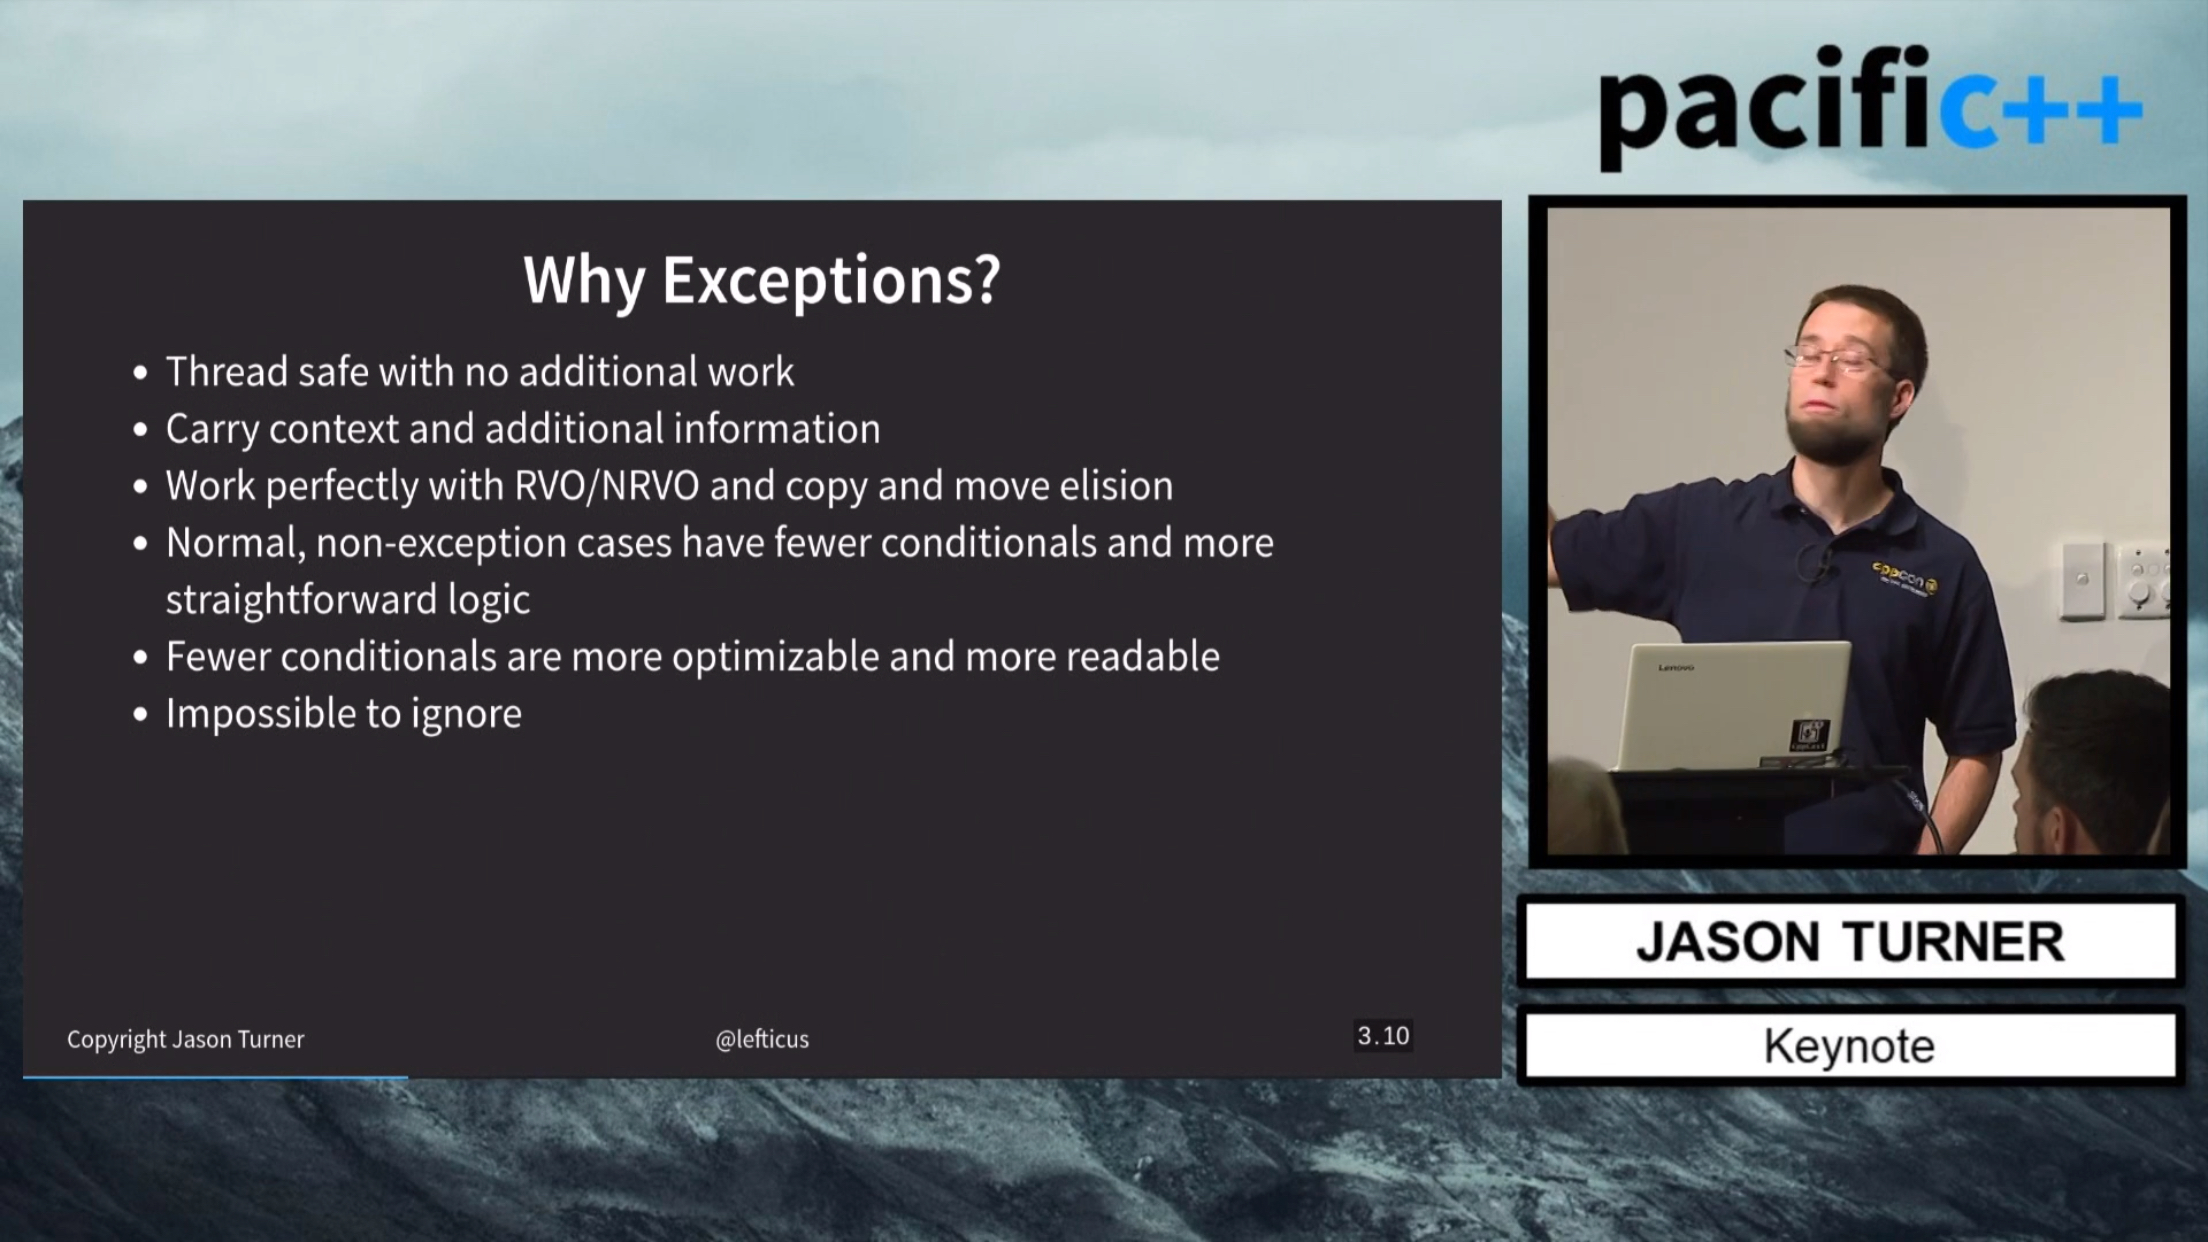 pacific++
Why Exceptions?
• Thread safe with no additional work
• Carry context and additional information
• Work perfectly with RVO/NRVO and copy and move elision
• Normal, non-exception cases have fewer conditionals and more
straightforward logic
• Fewer conditionals are more optimizable and more readable
• Impossible to ignore
Copyright Jason Turner
@lefticus
3.10
cppcon
Lenovo
JASON TURNER
Keynote